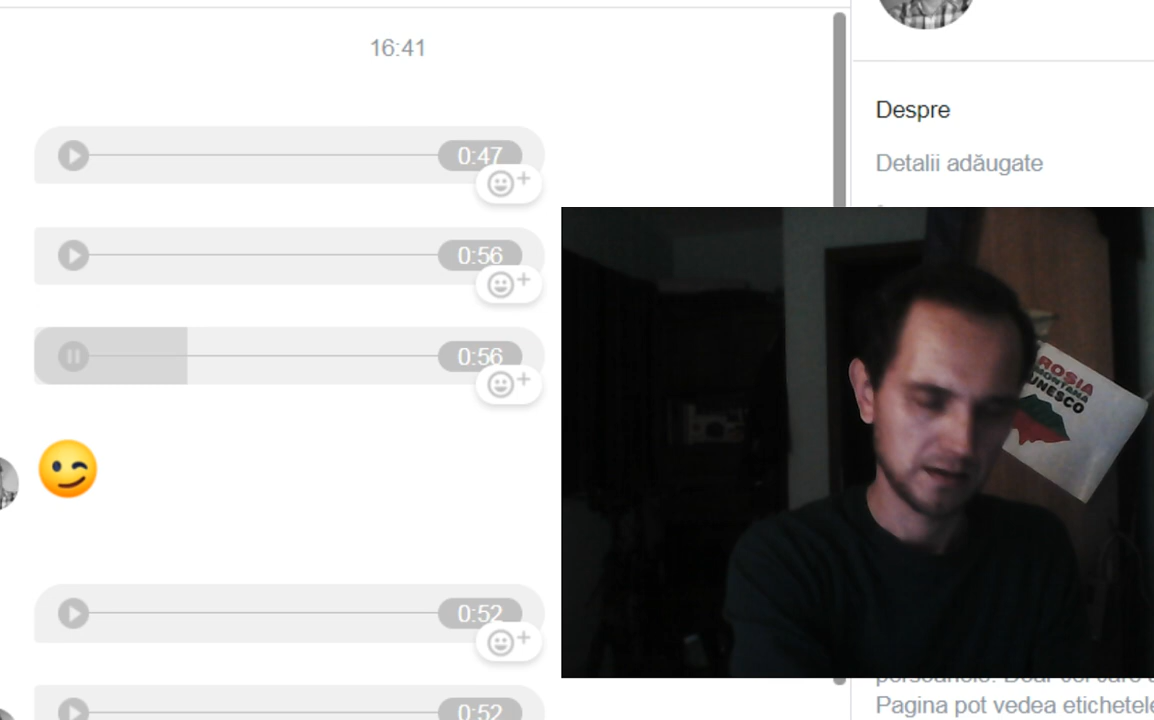 16:41
0:47
0:56
0:56
0:52
0:52
Despre
Detalii adăugate
ROSIA
MONTANA
UNESCO
Pagina pot vedea etichetele